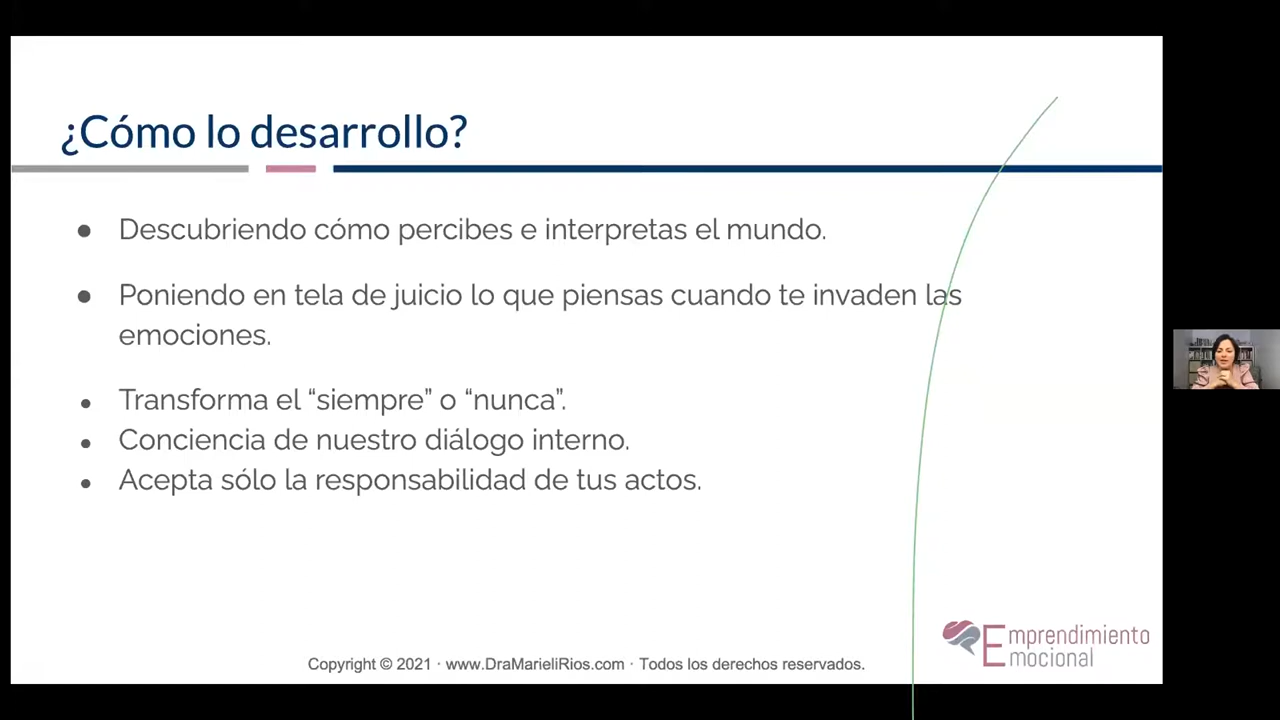 ¿Cómo lo desarrollo?
● Descubriendo cómo percibes e interpretas el mundo.
● Poniendo en tela de juicio lo que piensas cuando te invaden las
emociones.
● Transforma el “siempre” o “nunca”.
● Conciencia de nuestro diálogo interno.
● Acepta sólo la responsabilidad de tus actos.
Emprendimiento
Emocional
Copyright © 2021 · www.DraMarieliRios.com · Todos los derechos reservados.